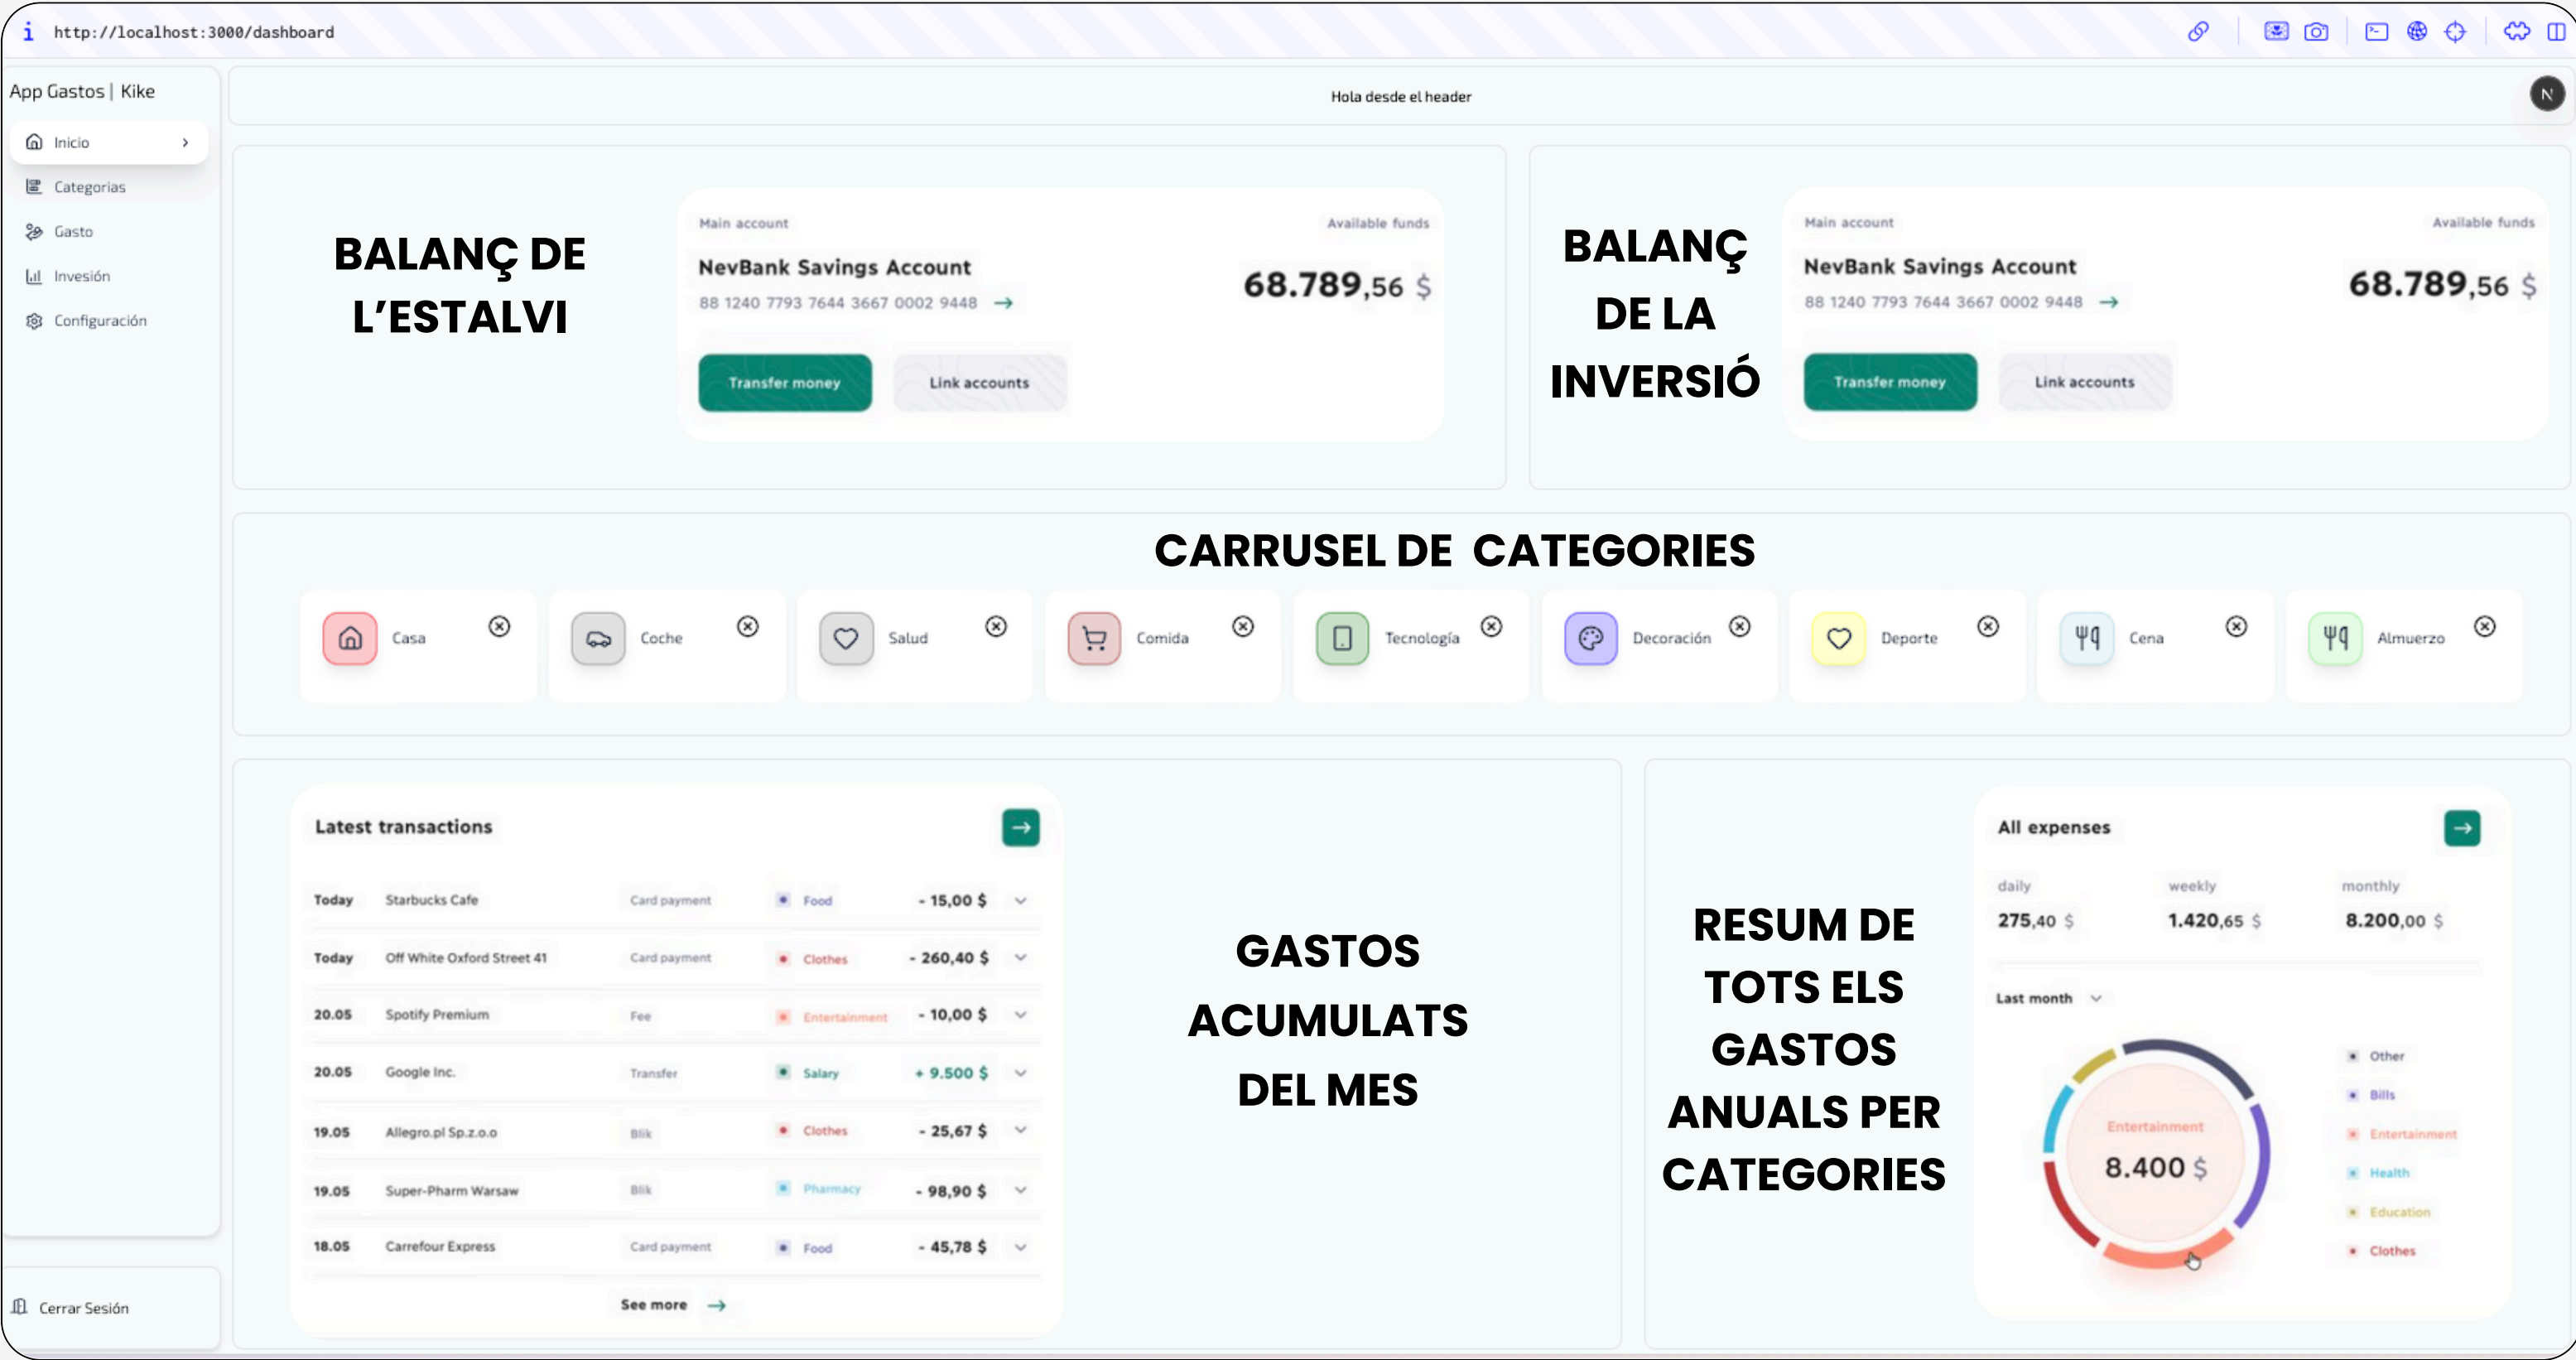 http://localhost:3000/dashboard
App Gastos | Kike
Inicio
Categorias
Gasto
Invesión
Configuración
Cerrar Sesión
Hola desde el header
N
BALANÇ DE
L'ESTALVI
Main account
Available funds
NevBank Savings Account
68.789,56 $
88 1240 7793 7644 3667 0002 9448
Transfer money
Link accounts
BALANÇ
DE LA
INVERSIÓ
Main account
Available funds
NevBank Savings Account
68.789,56 $
88 1240 7793 7644 3667 0002 9448
Transfer money
Link accounts
CARRUSEL DE CATEGORIES
Casa
Coche
Salud
Comida
Tecnología
Decoración
Deporte
Cena
Almuerzo
Latest transactions
Today Starbucks Cafe Card payment Food - 15,00 $
Today Off White Oxford Street 41 Card payment Clothes - 260,40 $
20.05 Spotify Premium Fee Entertainment - 10,00 $
20.05 Google Inc. Transfer Salary + 9.500 $
19.05 Allegro.pl Sp.z.o.o Blik Clothes - 25,67 $
19.05 Super-Pharm Warsaw Blik Pharmacy - 98,90 $
18.05 Carrefour Express Card payment Food - 45,78 $
See more
GASTOS
ACUMULATS
DEL MES
RESUM DE
TOTS ELS
GASTOS
ANUALS PER
CATEGORIES
All expenses
daily weekly monthly
275,40 $ 1.420,65 $ 8.200,00 $
Last month
Entertainment
8.400 $
Other
Bills
Entertainment
Health
Education
Clothes